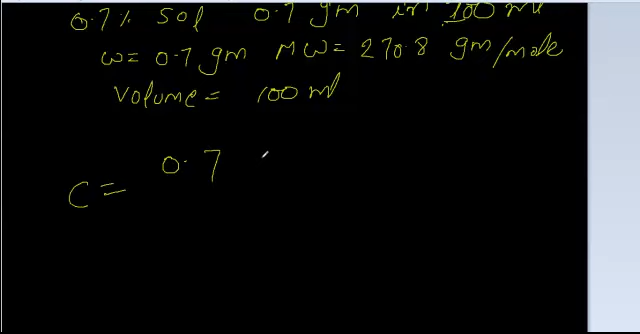 0.7% sol 0.7 gm in 100 ml
w = 0.7 gm MW = 270.8 gm/mole
Volume = 100 ml
C = 0.7